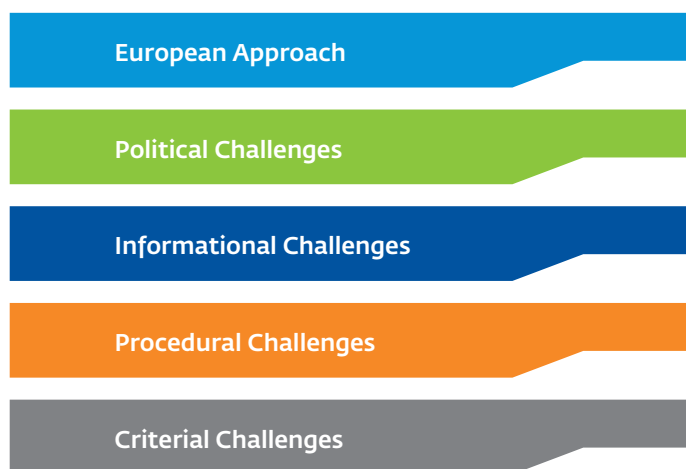 European Approach
Political Challenges
Informational Challenges
Procedural Challenges
Criterial Challenges